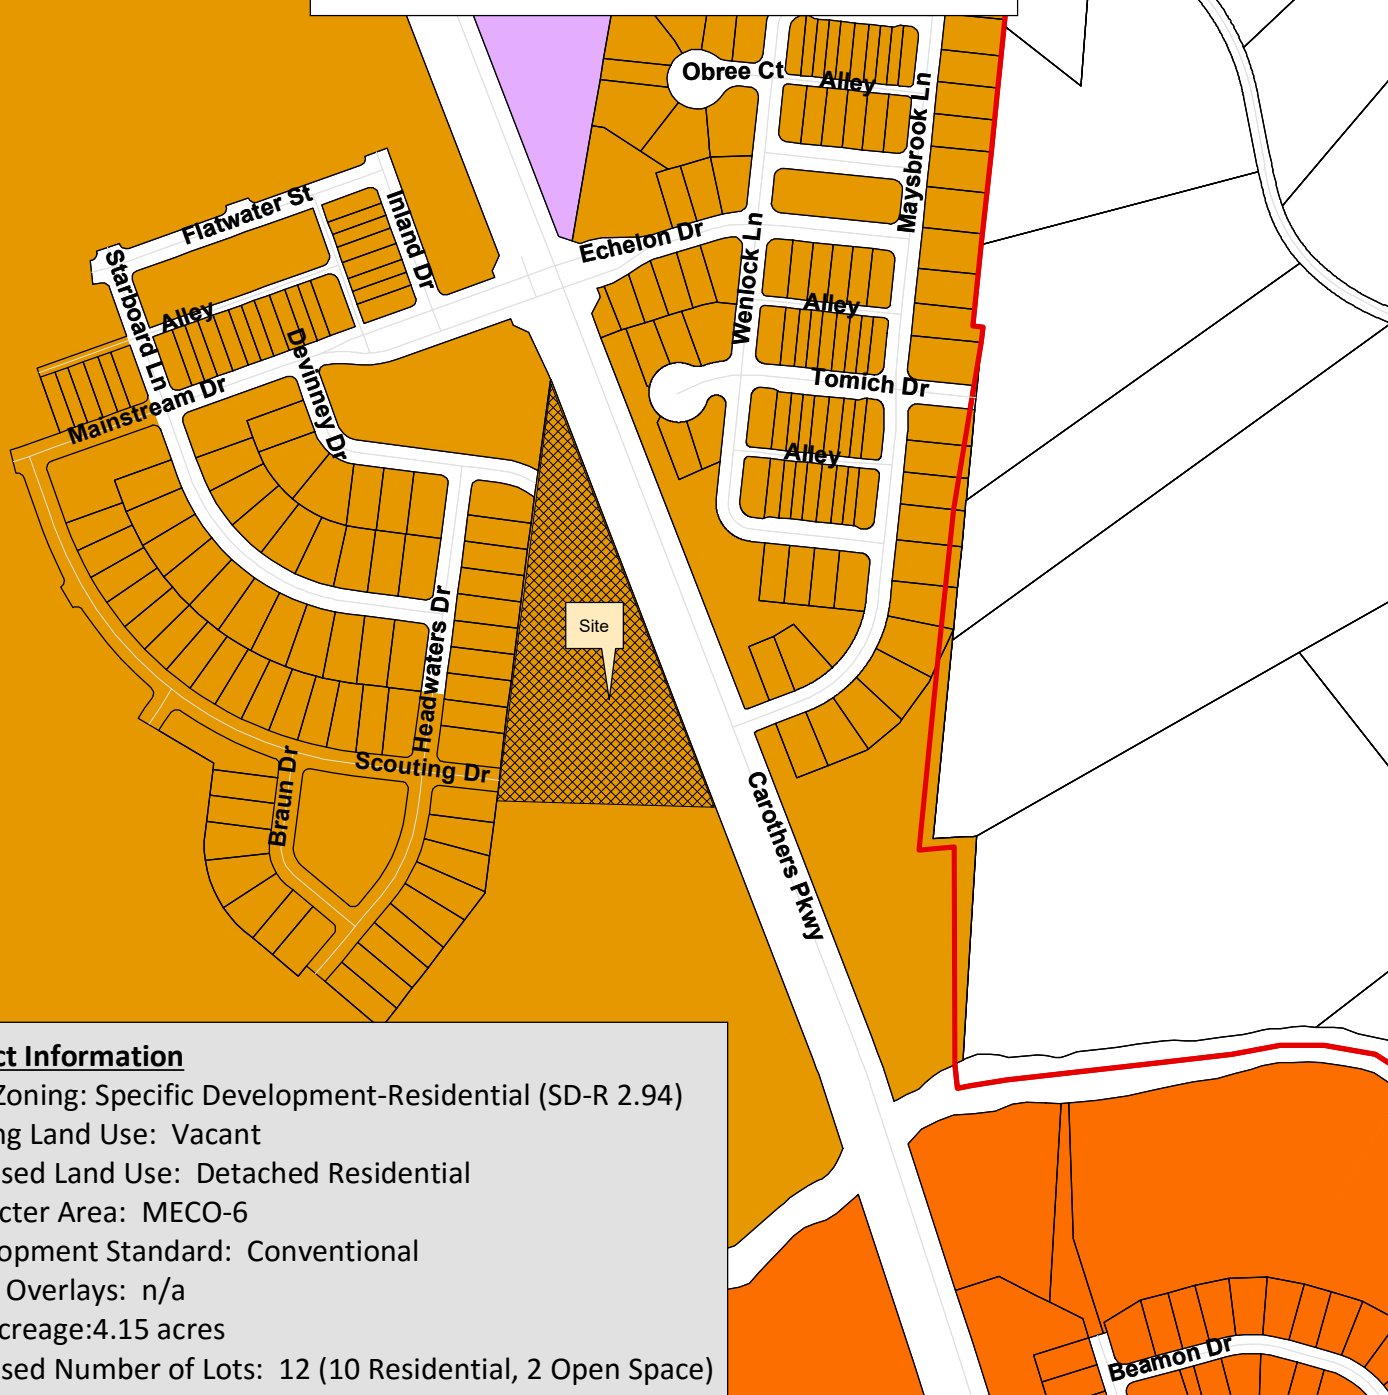 Obree Ct
Alley
Maysbrook Ln
Flatwater St
Inland Dr
Echelon Dr
Wenlock Ln
Starboard Ln
Alley
Alley
Devinney Dr
Mainstream Dr
Tomich Dr
Alley
Site
Headwaters Dr
Scouting Dr
Braun Dr
Carothers Pkwy
ct Information
Zoning: Specific Development-Residential (SD-R 2.94)
ng Land Use: Vacant
sed Land Use: Detached Residential
cter Area: MECO-6
opment Standard: Conventional
Overlays: n/a
creage:4.15 acres
sed Number of Lots: 12 (10 Residential, 2 Open Space)
Beamon Dr